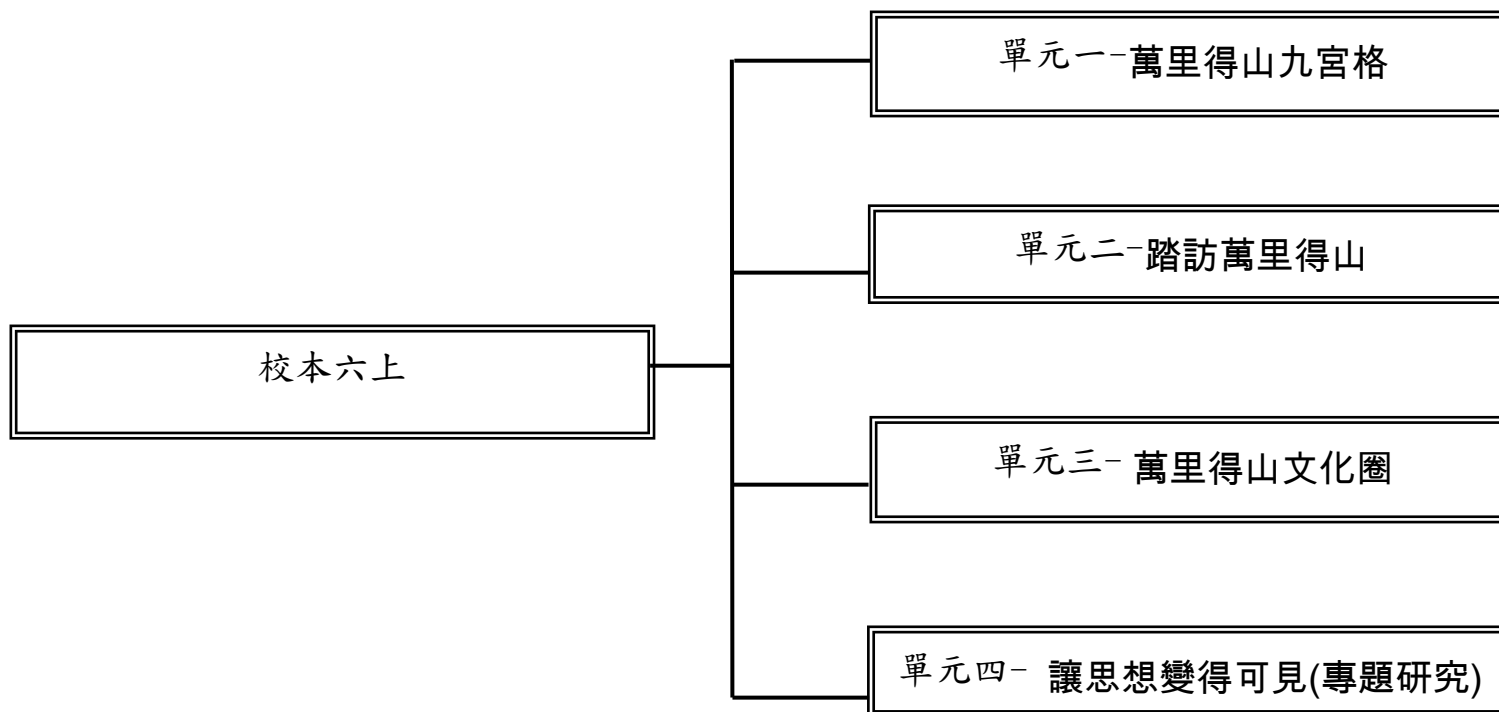 單元一-萬里得山九宮格
單元二-踏訪萬里得山
校本六上
單元三- 萬里得山文化圈
單元四- 讓思想變得可見(專題研究)